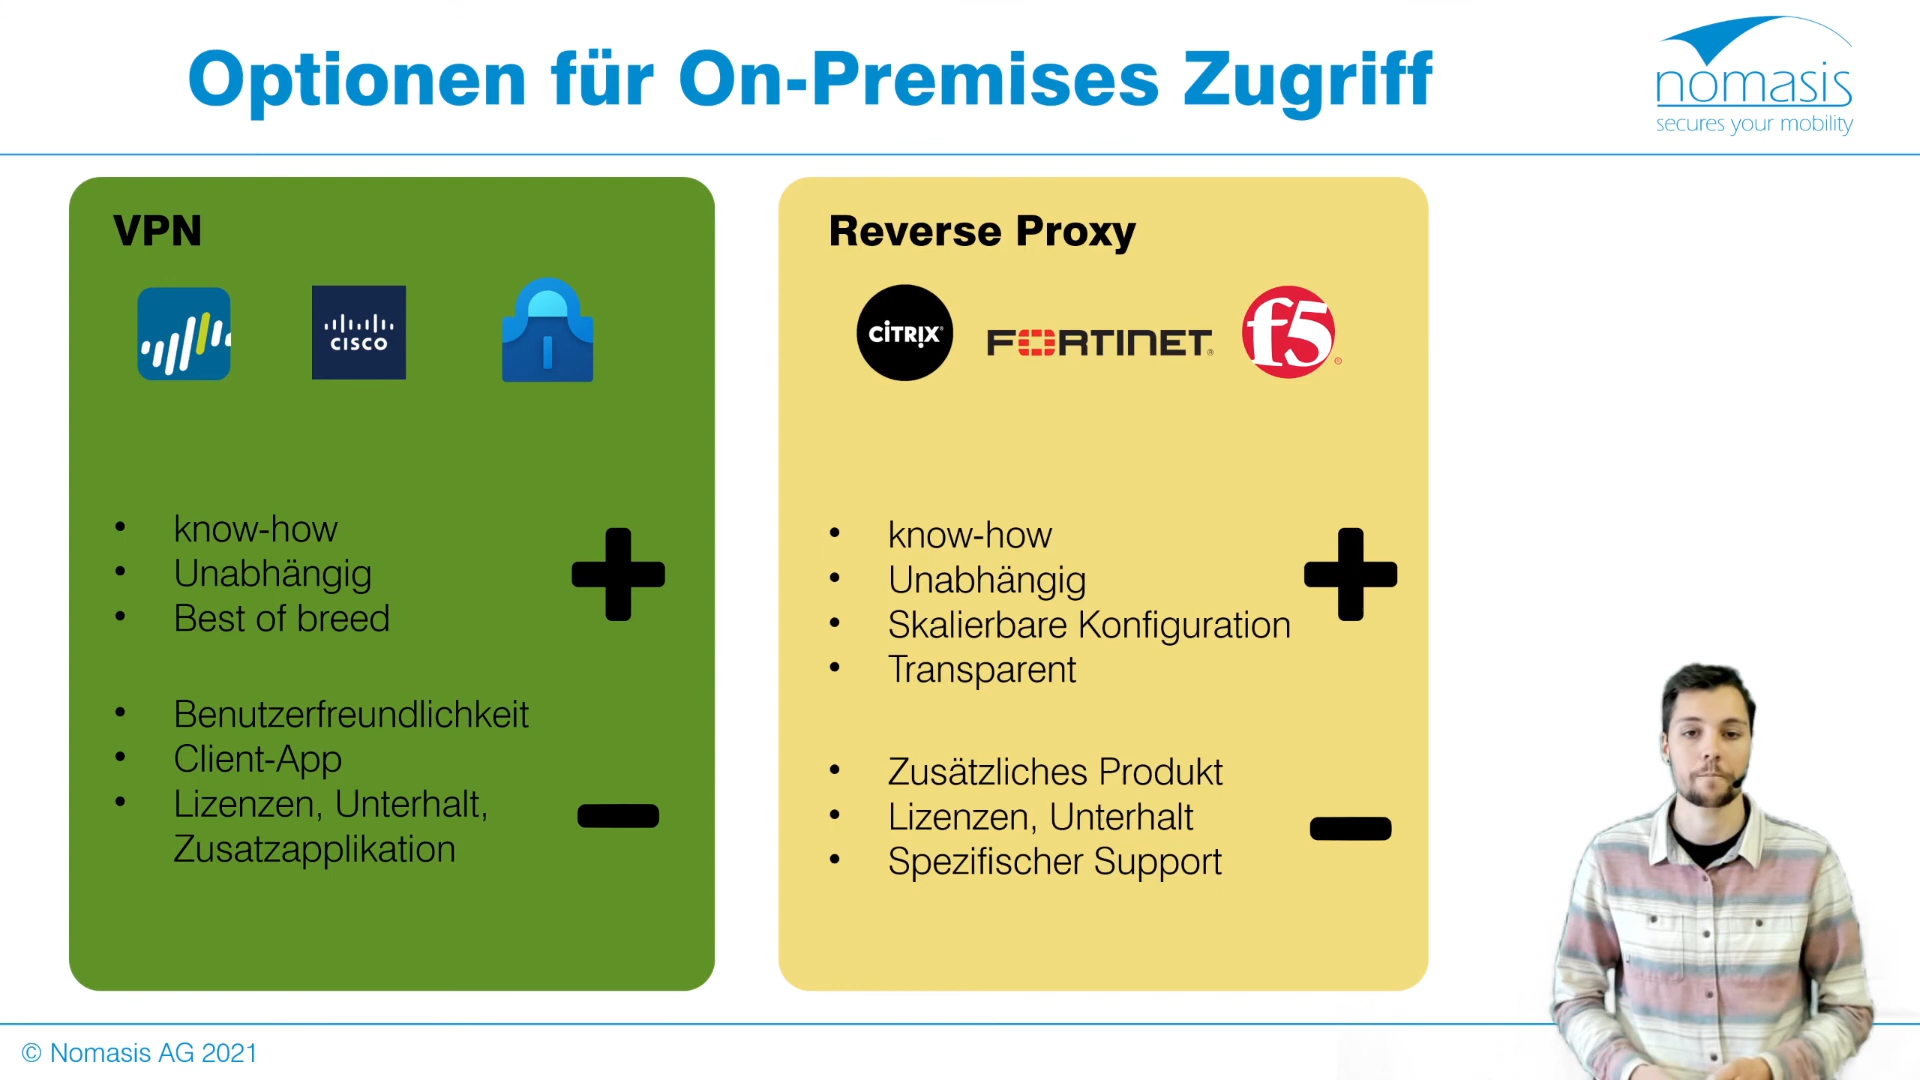 Optionen für On-Premises Zugriff
nomasis
secures your mobility
VPN
CISCO
know-how
Unabhängig
Best of breed
Benutzerfreundlichkeit
Client-App
Lizenzen, Unterhalt,
Zusatzapplikation
Reverse Proxy
CİTRIX®
FORTINET®
f5®
know-how
Unabhängig
Skalierbare Konfiguration
Transparent
Zusätzliches Produkt
Lizenzen, Unterhalt
Spezifischer Support
© Nomasis AG 2021